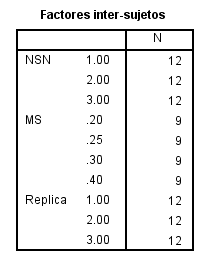 Factores inter-sujetos
N
NSN 1.00 12
2.00 12
3.00 12
MS .20 9
.25 9
.30 9
.40 9
Replica 1.00 12
2.00 12
3.00 12